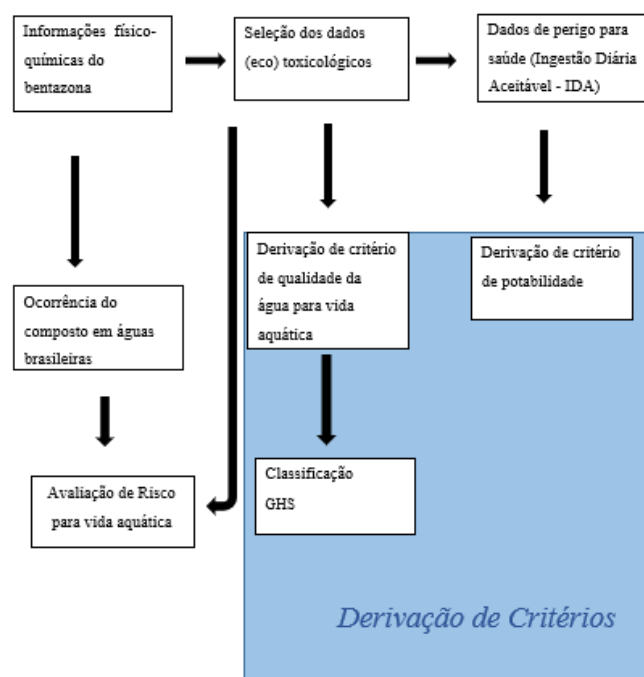 Informações físico-
químicas do
bentazona
Seleção dos dados
(eco) toxicológicos
Dados de perigo para
saúde (Ingestão Diária
Aceitável - IDA)
Derivação de critério
de qualidade da
água para vida
aquática
Derivação de critério
de potabilidade
Ocorrência do
composto em águas
brasileiras
Classificação
GHS
Avaliação de Risco
para vida aquática
Derivação de Critérios